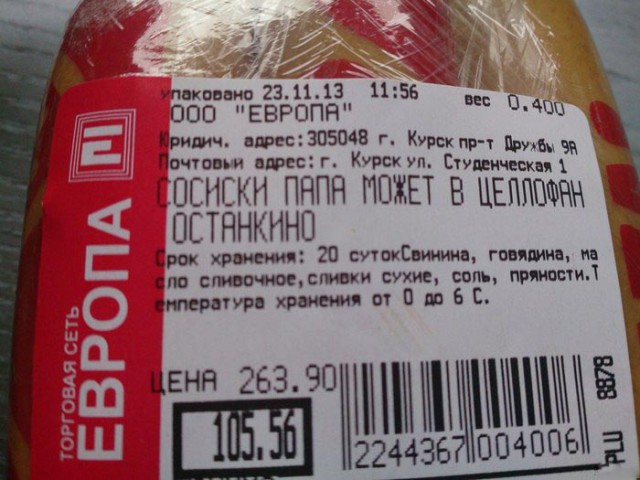 упаковано 23.11.13 11:56 вес 0.400
ООО "ЕВРОПА"
Юридич. адрес:305048 г. Курск пр-т Дружбы 9А
Почтовый адрес:г. Курск ул. Студенческая 1
СОСИСКИ ПАПА МОЖЕТ В ЦЕЛЛОФАН
ОСТАНКИНО
Срок хранения: 20 сутокСвинина, говядина, ма
сло сливочное,сливки сухие, соль, пряности.Т
емпература хранения от 0 до 6 С.
ЦЕНА 263.90
105.56
2244367 004006
PLU 8878
ТОРГОВАЯ СЕТЬ
ЕВРОПА